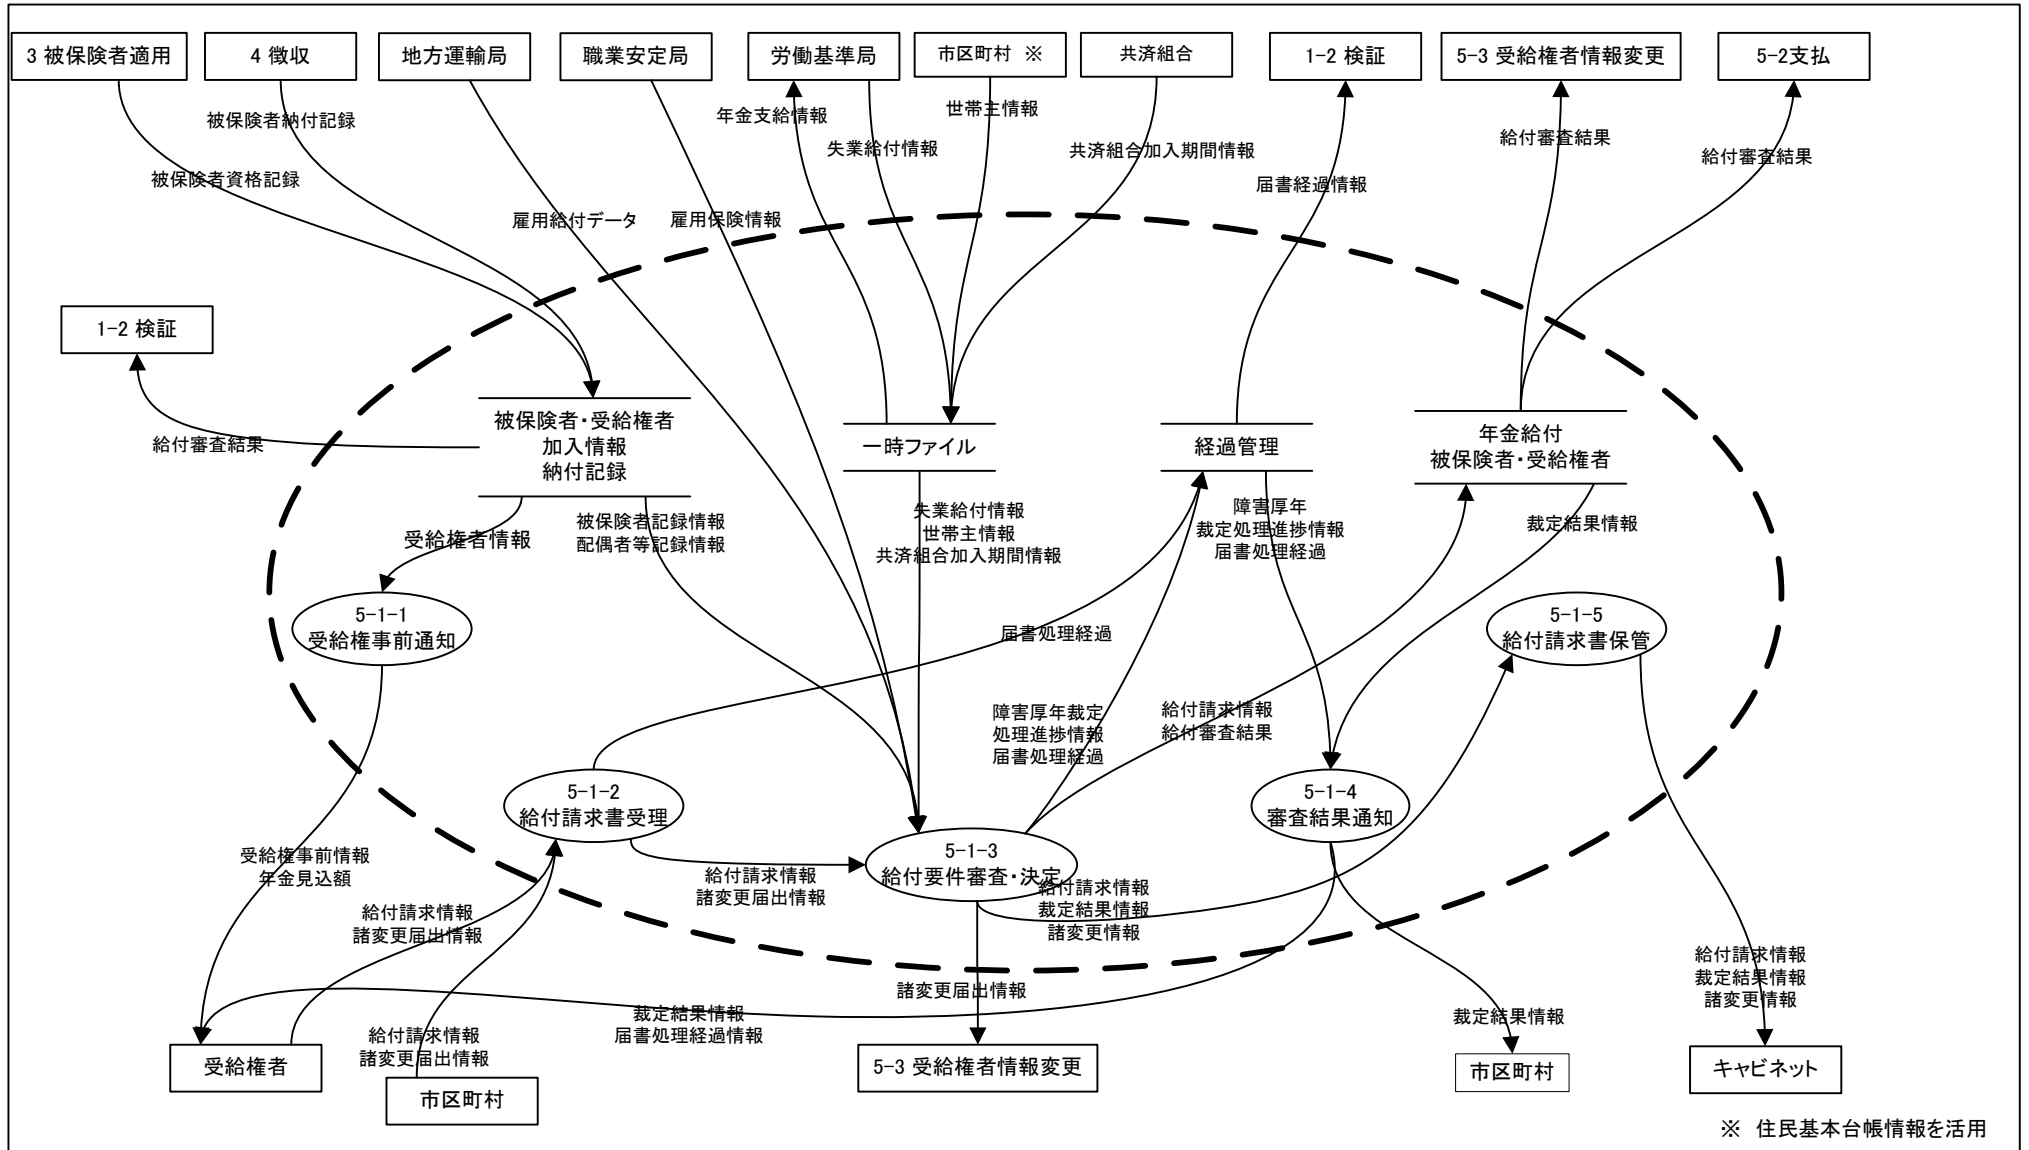 3 被保険者適用
4 徴収
地方運輸局
職業安定局
労働基準局
市区町村 ※
共済組合
1-2 検証
5-3 受給権者情報変更
5-2支払
被保険者納付記録
年金支給情報
世帯主情報
失業給付情報
共済組合加入期間情報
給付審査結果
給付審査結果
被保険者資格記録
届書経過情報
雇用給付データ
雇用保険情報
1-2 検証
給付審査結果
被保険者・受給権者
加入情報
納付記録
一時ファイル
経過管理
年金給付
被保険者・受給権者
受給権者情報
被保険者記録情報
配偶者等記録情報
失業給付情報
世帯主情報
共済組合加入期間情報
障害厚年
裁定処理進捗情報
届書処理経過
裁定結果情報
5-1-1
受給権事前通知
届書処理経過
5-1-5
給付請求書保管
障害厚年裁定
処理進捗情報
届書処理経過
給付請求情報
給付審査結果
5-1-2
給付請求書受理
5-1-4
審査結果通知
5-1-3
給付要件審査・決定
受給権事前情報
年金見込額
給付請求情報
諸変更届出情報
給付請求情報
裁定結果情報
諸変更情報
給付請求情報
諸変更届出情報
給付請求情報
裁定結果情報
諸変更情報
諸変更届出情報
裁定結果情報
届書処理経過情報
裁定結果情報
給付請求情報
諸変更届出情報
受給権者
市区町村
5-3 受給権者情報変更
市区町村
キャビネット
※ 住民基本台帳情報を活用